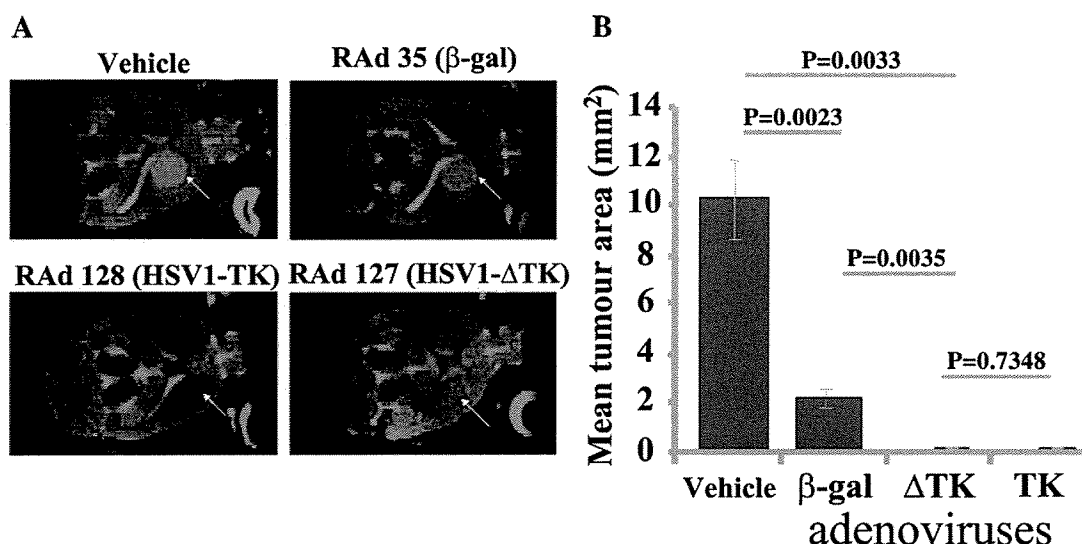 A
Vehicle
RAd 35 (β-gal)
RAd 128 (HSV1-TK)
RAd 127 (HSV1-ΔTK)
B
P=0.0033
P=0.0023
P=0.0035
P=0.7348
Mean tumour area (mm²)
14
12
10
8
6
4
2
0
Vehicle β-gal ΔTK TK
adenoviruses